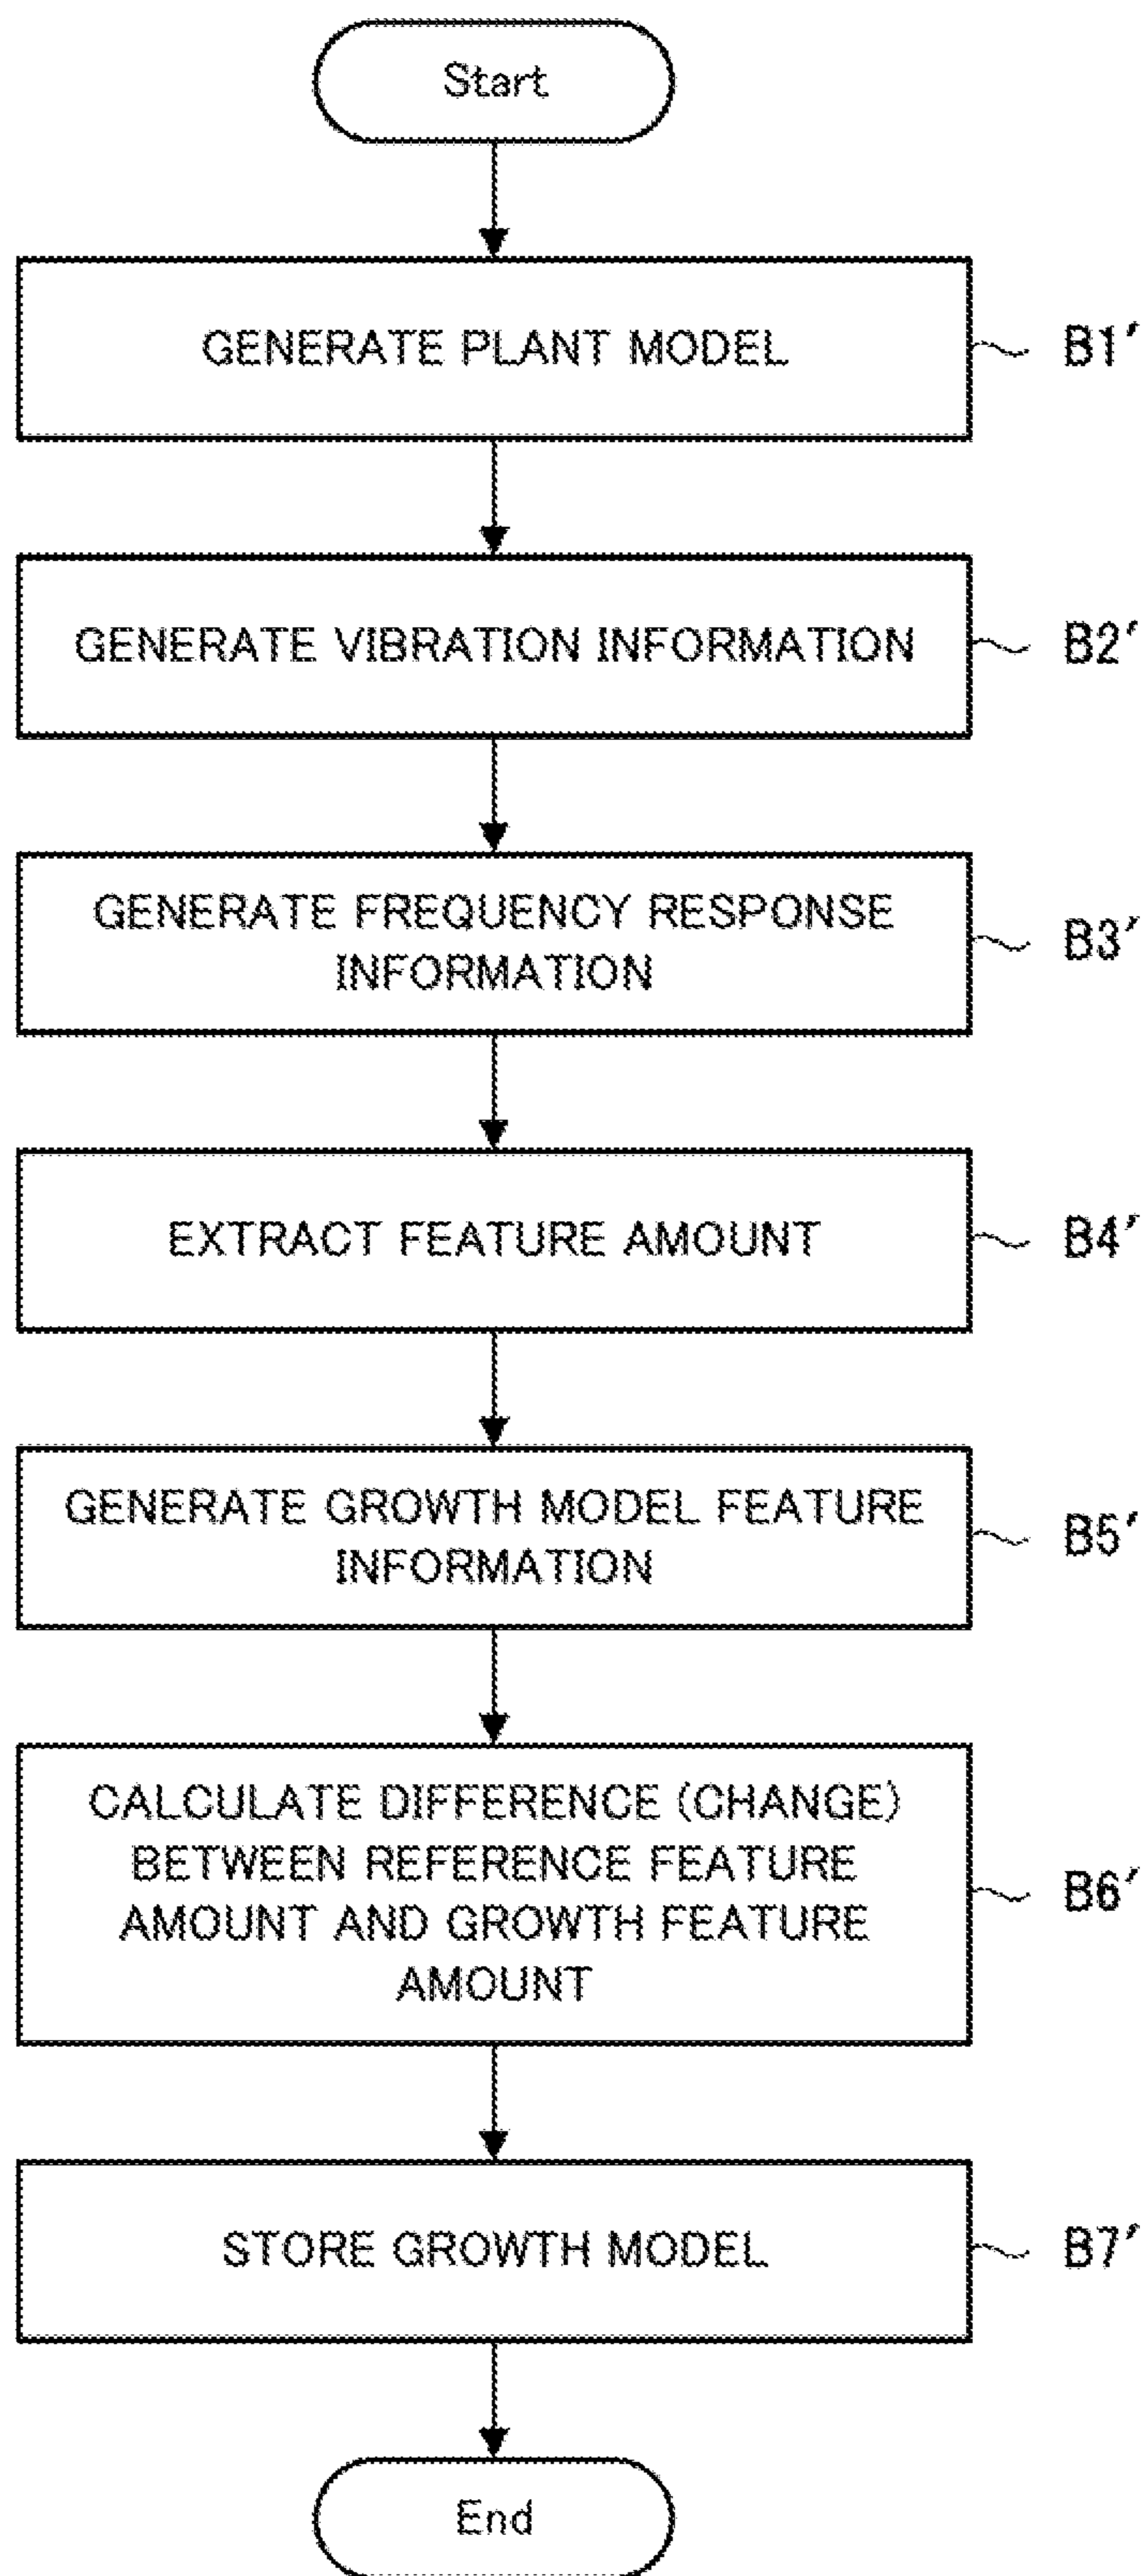 Start
GENERATE PLANT MODEL
B1′
GENERATE VIBRATION INFORMATION
B2′
GENERATE FREQUENCY RESPONSE
INFORMATION
B3′
EXTRACT FEATURE AMOUNT
B4′
GENERATE GROWTH MODEL FEATURE
INFORMATION
B5′
CALCULATE DIFFERENCE (CHANGE)
BETWEEN REFERENCE FEATURE
AMOUNT AND GROWTH FEATURE
AMOUNT
B6′
STORE GROWTH MODEL
B7′
End